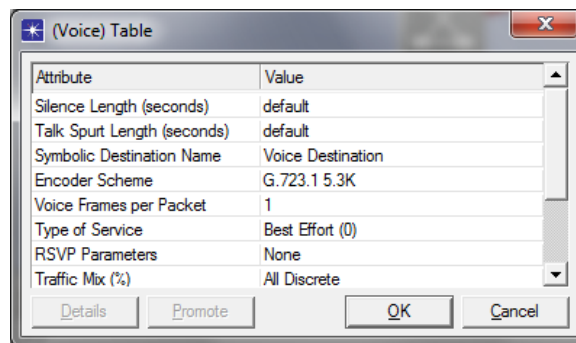 (Voice) Table
Attribute Value
Silence Length (seconds) default
Talk Spurt Length (seconds) default
Symbolic Destination Name Voice Destination
Encoder Scheme G.723.1 5.3K
Voice Frames per Packet 1
Type of Service Best Effort (0)
RSVP Parameters None
Traffic Mix (%) All Discrete
Details Promote OK Cancel